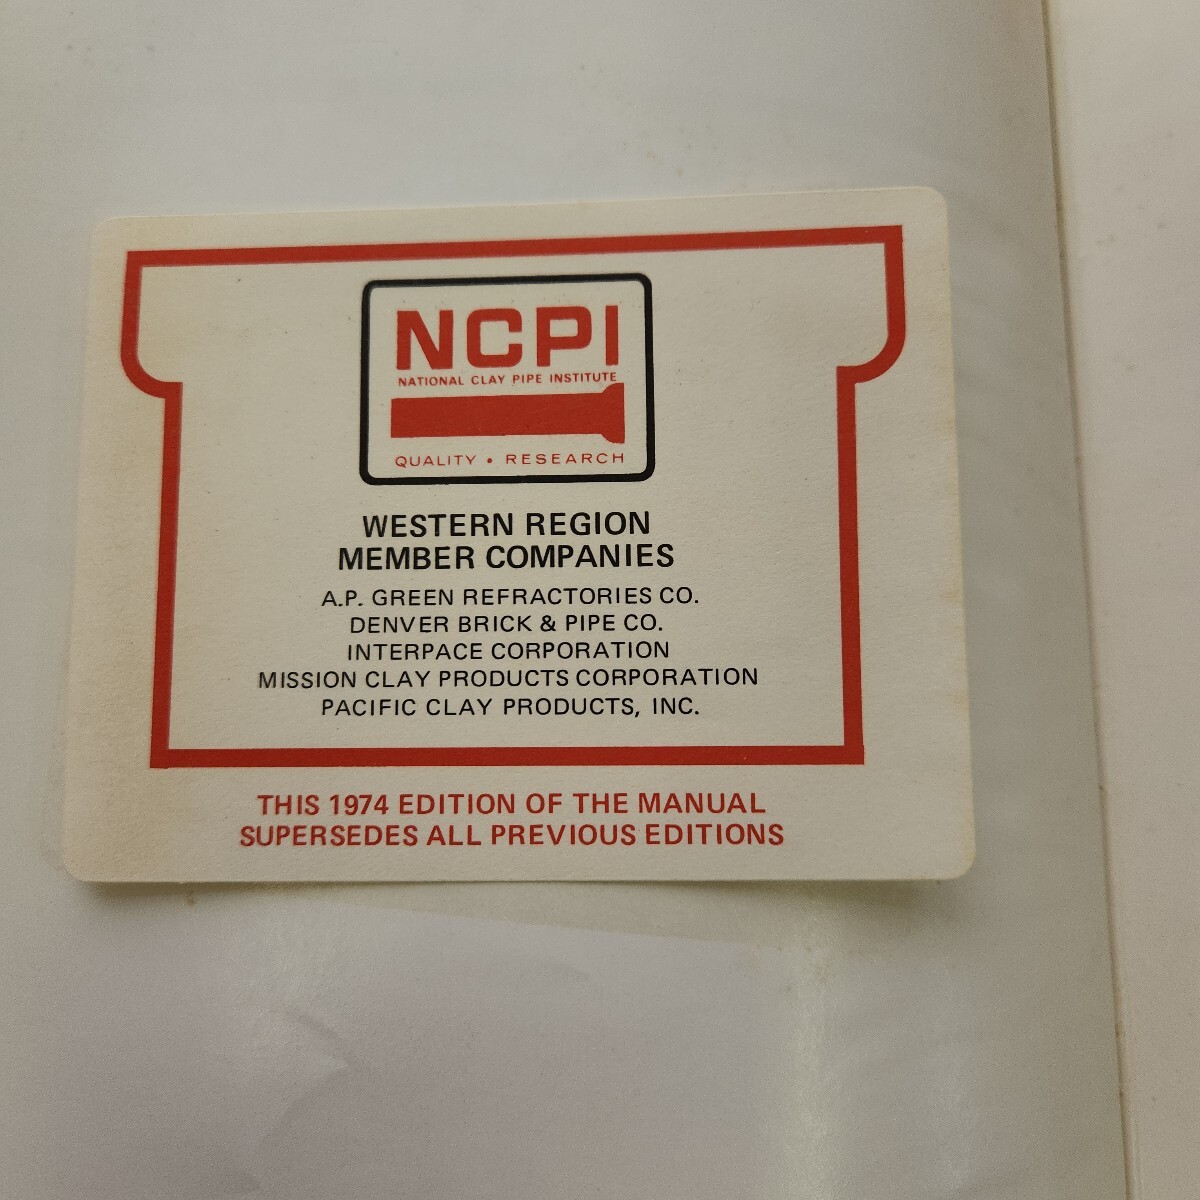 NCPI
NATIONAL CLAY PIPE INSTITUTE
QUALITY • RESEARCH
WESTERN REGION
MEMBER COMPANIES
A.P. GREEN REFRACTORIES CO.
DENVER BRICK & PIPE CO.
INTERPACE CORPORATION
MISSION CLAY PRODUCTS CORPORATION
PACIFIC CLAY PRODUCTS, INC.
THIS 1974 EDITION OF THE MANUAL
SUPERSEDES ALL PREVIOUS EDITIONS